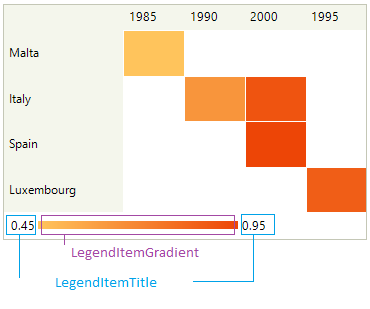 1985 1990 2000 1995
Malta
Italy
Spain
Luxembourg
0.45 0.95
LegendItemGradient
LegendItemTitle